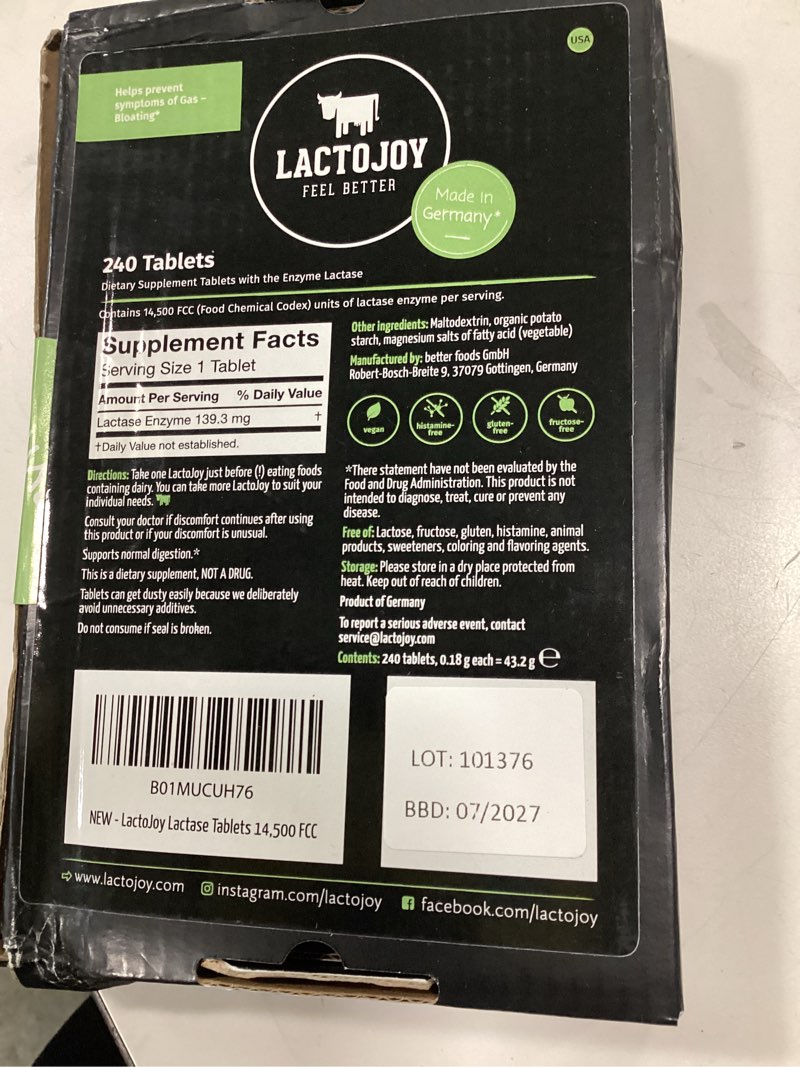 USA
Helps prevent
symptoms of Gas –
Bloating*
LACTOJOY
FEEL BETTER
Made in
Germany*
240 Tablets
Dietary Supplement Tablets with the Enzyme Lactase
Contains 14,500 FCC (Food Chemical Codex) units of lactase enzyme per serving.
Supplement Facts
Serving Size 1 Tablet
Amount Per Serving % Daily Value
Lactase Enzyme 139.3 mg †
†Daily Value not established.
Directions: Take one LactoJoy just before (!) eating foods
containing dairy. You can take more LactoJoy to suit your
individual needs.
Consult your doctor if discomfort continues after using
this product or if your discomfort is unusual.
Supports normal digestion.*
This is a dietary supplement, NOT A DRUG.
Tablets can get dusty easily because we deliberately
avoid unnecessary additives.
Do not consume if seal is broken.
Other Ingredients: Maltodextrin, organic potato
starch, magnesium salts of fatty acid (vegetable)
Manufactured by: better foods GmbH
Robert-Bosch-Breite 9, 37079 Gottingen, Germany
vegan
histamine-
free
gluten-
free
fructose-
free
*There statement have not been evaluated by the
Food and Drug Administration. This product is not
intended to diagnose, treat, cure or prevent any
disease.
Free of: Lactose, fructose, gluten, histamine, animal
products, sweeteners, coloring and flavoring agents.
Storage: Please store in a dry place protected from
heat. Keep out of reach of children.
Product of Germany
To report a serious adverse event, contact
service@lactojoy.com
Contents: 240 tablets, 0.18 g each = 43.2 g ℮
B01MUCUH76
NEW - LactoJoy Lactase Tablets 14,500 FCC
LOT: 101376
BBD: 07/2027
www.lactojoy.com instagram.com/lactojoy facebook.com/lactojoy